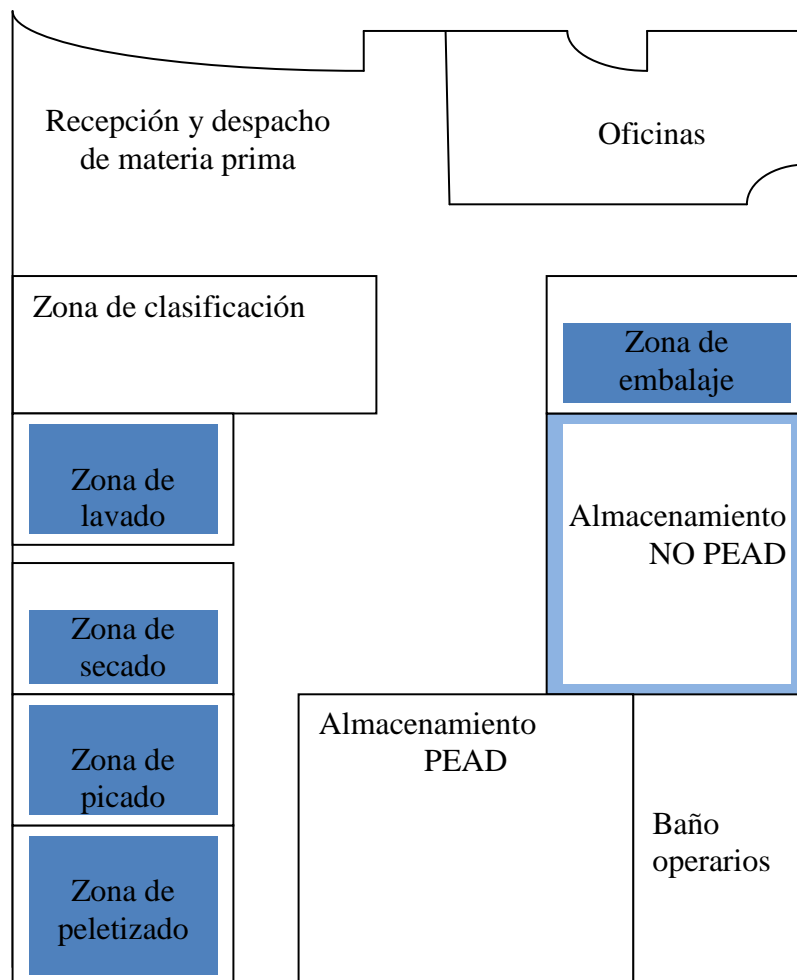 Recepción y despacho
de materia prima
Oficinas
Zona de clasificación
Zona de
embalaje
Zona de
lavado
Almacenamiento
NO PEAD
Zona de
secado
Almacenamiento
PEAD
Zona de
picado
Baño
operarios
Zona de
peletizado